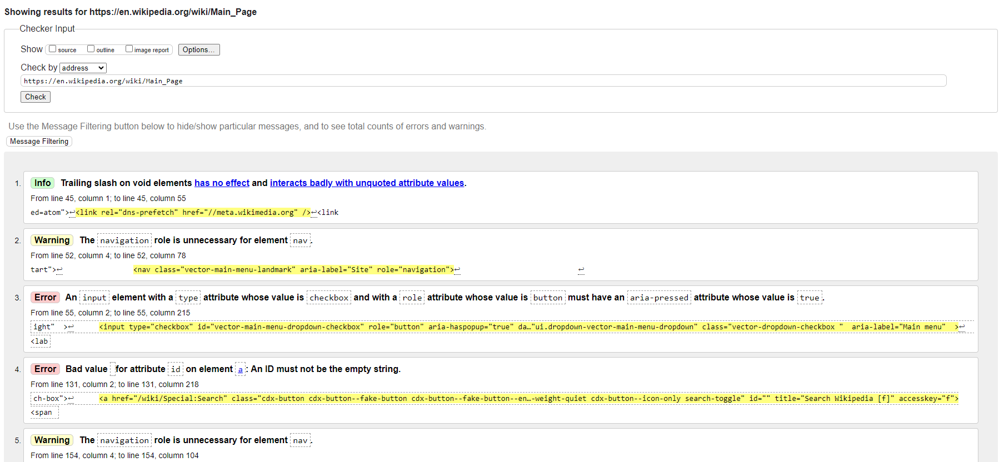 Showing results for https://en.wikipedia.org/wiki/Main_Page
Checker Input
Show source outline image report Options...
Check by address
https://en.wikipedia.org/wiki/Main_Page
Check
Use the Message Filtering button below to hide/show particular messages, and to see total counts of errors and warnings.
Message Filtering
1. Info Trailing slash on void elements has no effect and interacts badly with unquoted attribute values.
From line 45, column 1; to line 45, column 55
ed=atom">↩<link rel="dns-prefetch" href="//meta.wikimedia.org" />↩<link
2. Warning The navigation role is unnecessary for element nav.
From line 52, column 4; to line 52, column 78
tart">↩ <nav class="vector-main-menu-landmark" aria-label="Site" role="navigation">↩ ↩
3. Error An input element with a type attribute whose value is checkbox and with a role attribute whose value is button must have an aria-pressed attribute whose value is true.
From line 55, column 2; to line 55, column 215
ight" >↩ <input type="checkbox" id="vector-main-menu-dropdown-checkbox" role="button" aria-haspopup="true" da…"ui.dropdown-vector-main-menu-dropdown" class="vector-dropdown-checkbox " aria-label="Main menu" >↩
<lab
4. Error Bad value for attribute id on element a: An ID must not be the empty string.
From line 131, column 2; to line 131, column 218
ch-box">↩ <a href="/wiki/Special:Search" class="cdx-button cdx-button--fake-button cdx-button--fake-button--en…-weight-quiet cdx-button--icon-only search-toggle" id="" title="Search Wikipedia [f]" accesskey="f">
<span
5. Warning The navigation role is unnecessary for element nav.
From line 154, column 4; to line 154, column 104